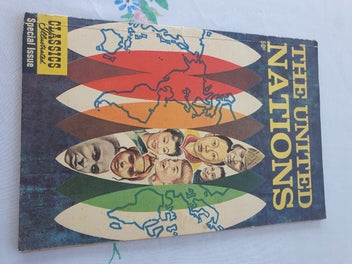 CLASSICS
Illustrated
Special Issue
THE UNITED
NATIONS